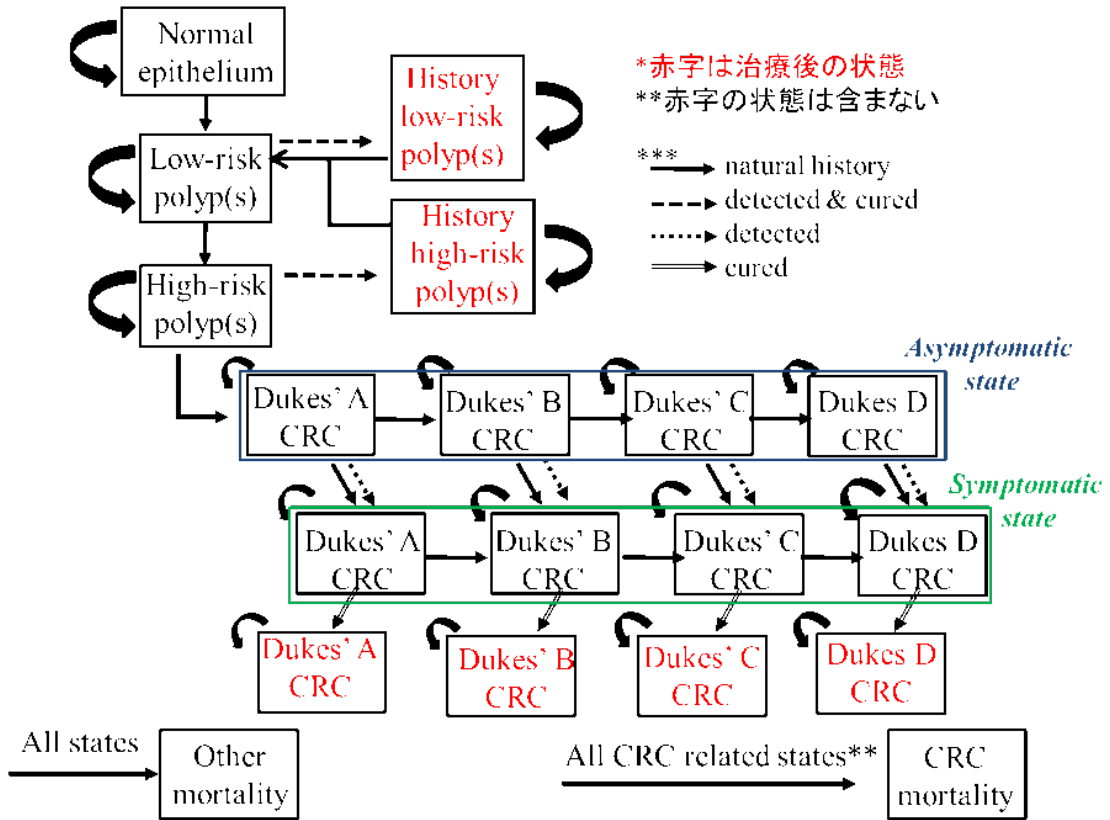 Normal
epithelium
History
low-risk
polyp(s)
*赤字は治療後の状態
**赤字の状態は含まない
Low-risk
polyp(s)
***
natural history
detected & cured
detected
cured
History
high-risk
polyp(s)
High-risk
polyp(s)
Asymptomatic
state
Dukes' A
CRC
Dukes' B
CRC
Dukes' C
CRC
Dukes D
CRC
Symptomatic
state
Dukes' A
CRC
Dukes' B
CRC
Dukes' C
CRC
Dukes D
CRC
Dukes' A
CRC
Dukes' B
CRC
Dukes' C
CRC
Dukes D
CRC
All states
Other
mortality
All CRC related states**
CRC
mortality